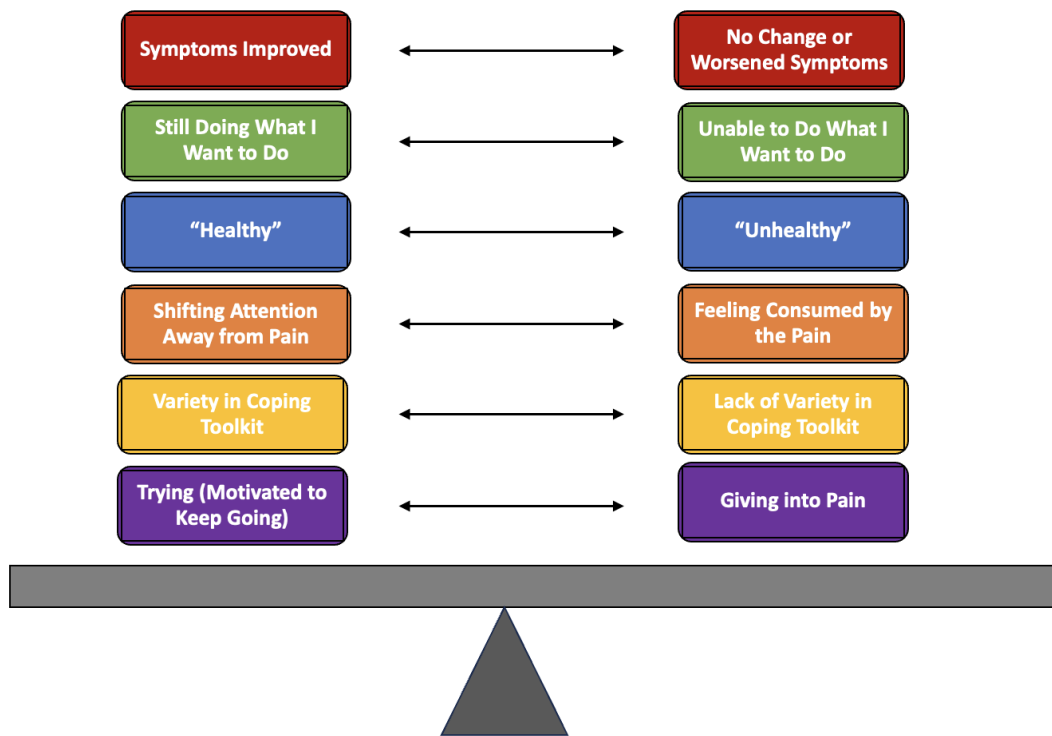 Symptoms Improved
No Change or
Worsened Symptoms
Still Doing What I
Want to Do
Unable to Do What I
Want to Do
“Healthy”
“Unhealthy”
Shifting Attention
Away from Pain
Feeling Consumed by
the Pain
Variety in Coping
Toolkit
Lack of Variety in
Coping Toolkit
Trying (Motivated to
Keep Going)
Giving into Pain